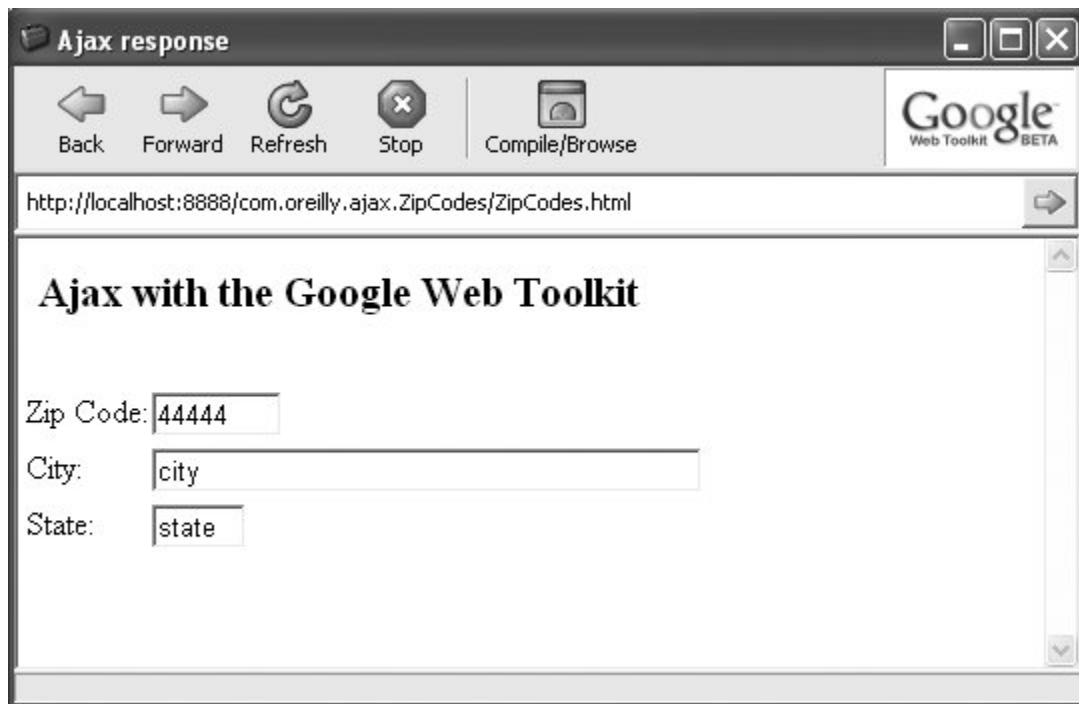 Ajax response
Back Forward Refresh Stop Compile/Browse
Google
Web Toolkit BETA
http://localhost:8888/com.oreilly.ajax.ZipCodes/ZipCodes.html
Ajax with the Google Web Toolkit
Zip Code: 44444
City: city
State: state